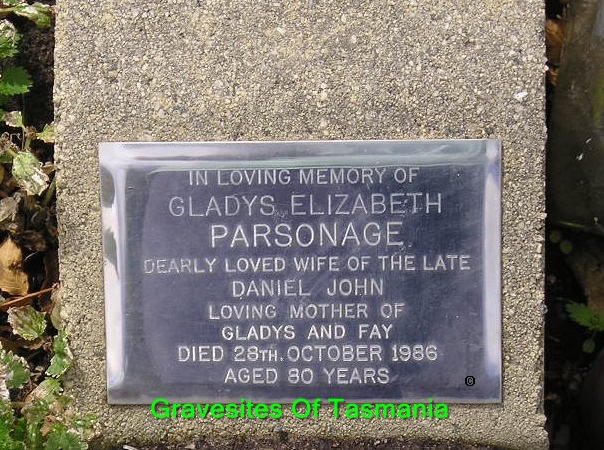 IN LOVING MEMORY OF
GLADYS ELIZABETH
PARSONAGE
DEARLY LOVED WIFE OF THE LATE
DANIEL JOHN
LOVING MOTHER OF
GLADYS AND FAY
DIED 28TH. OCTOBER 1986
AGED 80 YEARS
©
Gravesites Of Tasmania